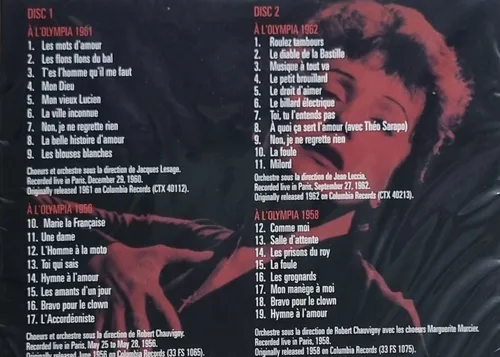 DISC 1
À L'OLYMPIA 1961
1. Les mots d'amour
2. Les flons flons du bal
3. T'es l'homme qu'il me faut
4. Mon Dieu
5. Mon vieux Lucien
6. La ville inconnue
7. Non, je ne regrette rien
8. La belle histoire d'amour
9. Les blouses blanches
Chœurs et orchestre sous la direction de Jacques Lesage.
Recorded live in Paris, December 29, 1960.
Originally released 1961 on Columbia Records (CTX 40112).
À L'OLYMPIA 1956
10. Marie la Française
11. Une dame
12. L'Homme à la moto
13. Toi qui sais
14. Hymne à l'amour
15. Les amants d'un jour
16. Bravo pour le clown
17. L'Accordéoniste
Chœurs et orchestre sous la direction de Robert Chauvigny.
Recorded live in Paris, May 25 to May 28, 1956.
Originally released June 1956 on Columbia Records (33 FS 1065).
DISC 2
À L'OLYMPIA 1962
1. Roulez tambours
2. Le diable de la Bastille
3. Musique à tout va
4. Le petit brouillard
5. Le droit d'aimer
6. Le billard électrique
7. Toi, tu l'entends pas
8. À quoi ça sert l'amour (avec Théo Sarapo)
9. Non, je ne regrette rien
10. La foule
11. Milord
Orchestre sous la direction de Jean Leccia.
Recorded live in Paris, September 27, 1962.
Originally released 1962 on Columbia Records (CTX 40213).
À L'OLYMPIA 1958
12. Comme moi
13. Salle d'attente
14. Les prisons du roy
15. La foule
16. Les grognards
17. Mon manège à moi
18. Bravo pour le clown
19. Hymne à l'amour
Orchestre sous la direction de Robert Chauvigny avec les chœurs Marguerite Murcier.
Recorded live in Paris, 1958.
Originally released 1958 on Columbia Records (33 FS 1075).